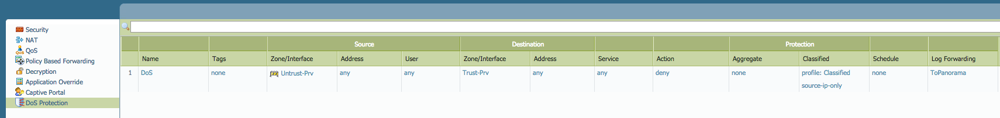 Security
NAT
QoS
Policy Based Forwarding
Decryption
Application Override
Captive Portal
DoS Protection
Source Destination Protection
Name Tags Zone/Interface Address User Zone/Interface Address Service Action Aggregate Classified Schedule Log Forwarding
1 DoS none Untrust-Prv any any Trust-Prv any any deny none profile: Classified none ToPanorama
source-ip-only